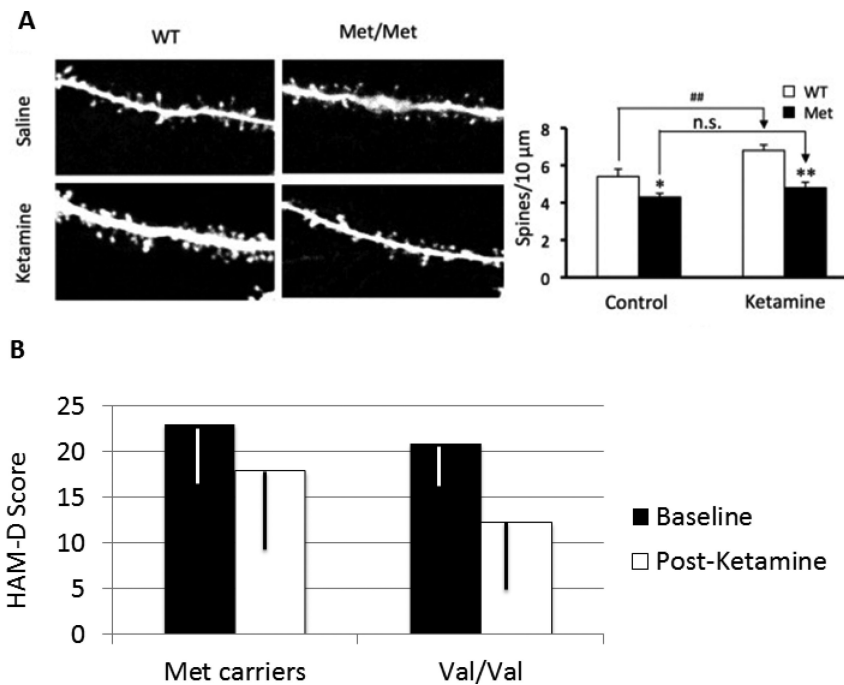 A
WT
Met/Met
Saline
Ketamine
WT
Met
##
n.s.
*
**
Spines/10 μm
8
6
4
2
0
Control
Ketamine
B
HAM-D Score
25
20
15
10
5
0
Met carriers
Val/Val
Baseline
Post-Ketamine